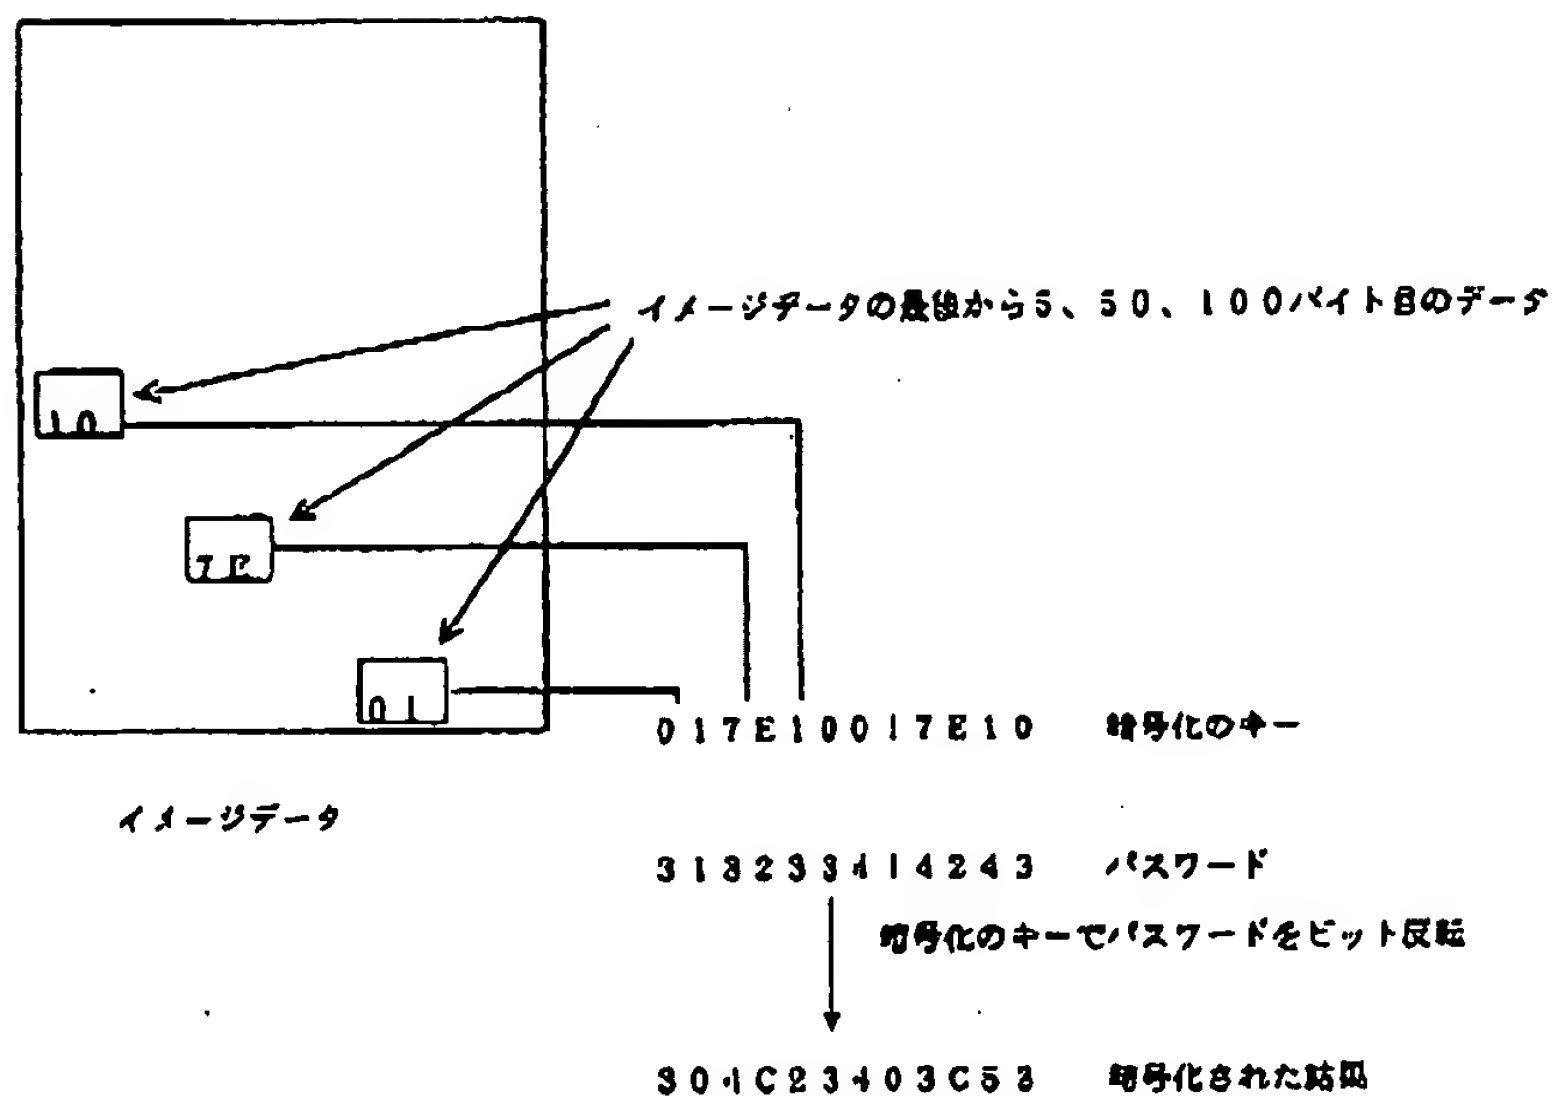 イメージデータの最後から5、50、100バイト目のデータ
10
7E
01
017E10017E10 暗号化のキー
イメージデータ
313233414243 パスワード
暗号化のキーでパスワードをビット反転
304C23403C53 暗号化された結果